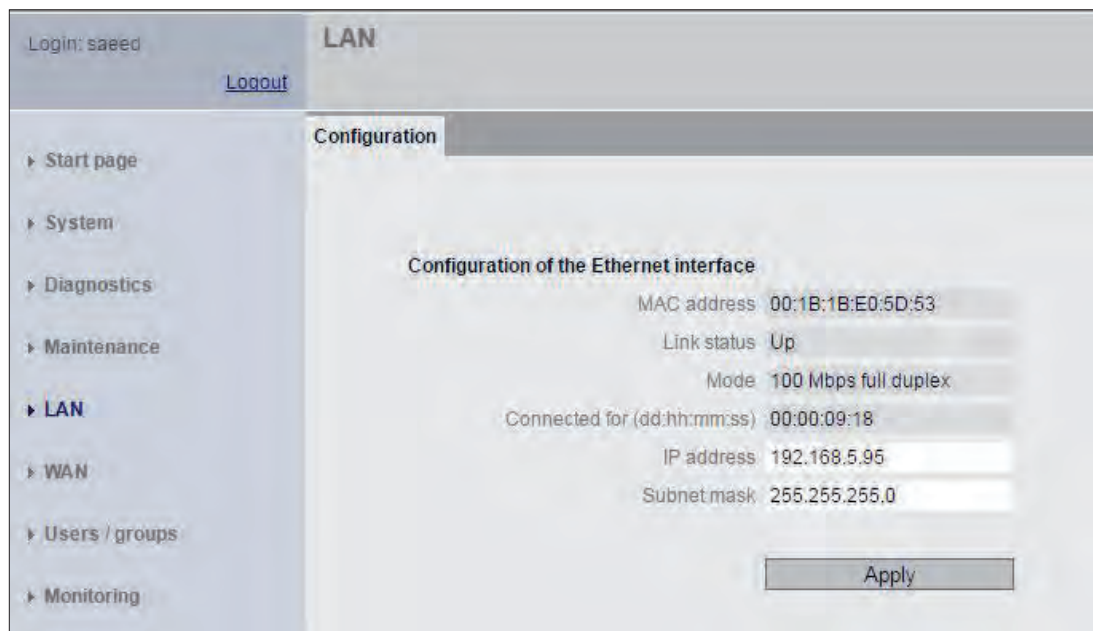 Login: saeed
Logout
LAN
Start page
System
Diagnostics
Maintenance
LAN
WAN
Users / groups
Monitoring
Configuration
Configuration of the Ethernet interface
MAC address 00:1B:1B:E0:5D:53
Link status Up
Mode 100 Mbps full duplex
Connected for (dd:hh:mm:ss) 00:00:09:18
IP address 192.168.5.95
Subnet mask 255.255.255.0
Apply